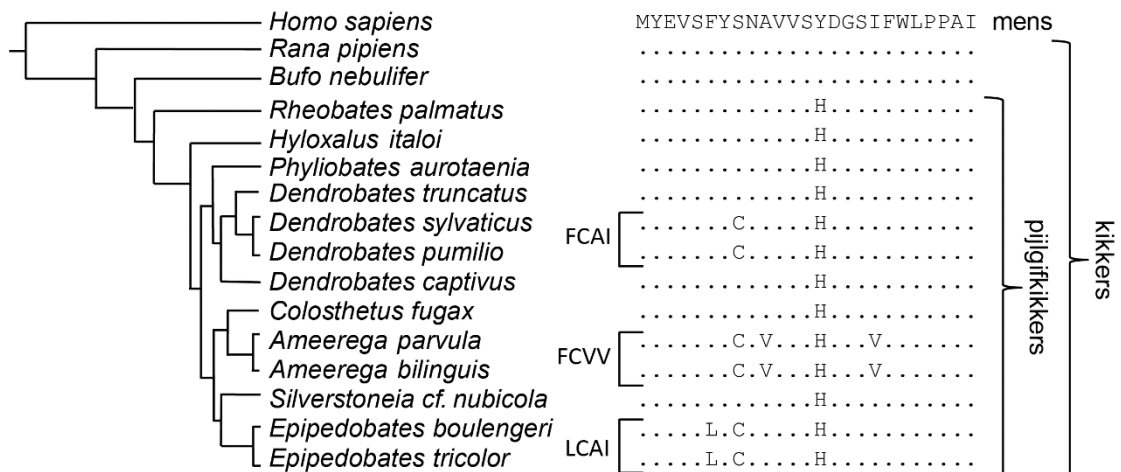 Homo sapiens MYEVSFYSNAVVSYDGSIFWLPPAI mens
Rana pipiens .........................
Bufo nebulifer .........................
Rheobates palmatus .............H...........
Hyloxalus italoi .............H...........
Phyliobates aurotaenia .............H...........
Dendrobates truncatus .............H...........
Dendrobates sylvaticus .......C.....H...........
FCAI
Dendrobates pumilio .......C.....H...........
Dendrobates captivus .............H...........
Colosthetus fugax .............H...........
Ameerega parvula .......C.V...H...V.......
FCVV
Ameerega bilinguis .......C.V...H...V.......
Silverstoneia cf. nubicola .............H...........
Epipedobates boulengeri .....L.C.....H...........
LCAI
Epipedobates tricolor .....L.C.....H...........
pijlgifkikkers
kikkers